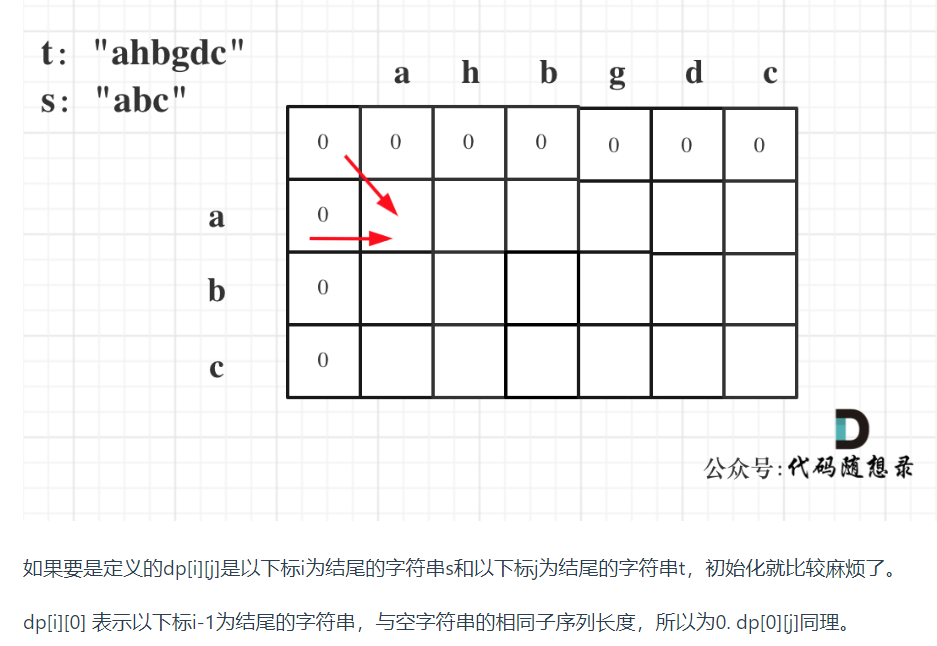 t: "ahbgdc"
s: "abc"
a h b g d c
0 0 0 0 0 0 0
a 0
b 0
c 0
D
公众号:代码随想录
如果要是定义的dp[i][j]是以下标i为结尾的字符串s和以下标j为结尾的字符串t，初始化就比较麻烦了。
dp[i][0] 表示以下标i-1为结尾的字符串，与空字符串的相同子序列长度，所以为0. dp[0][j]同理。